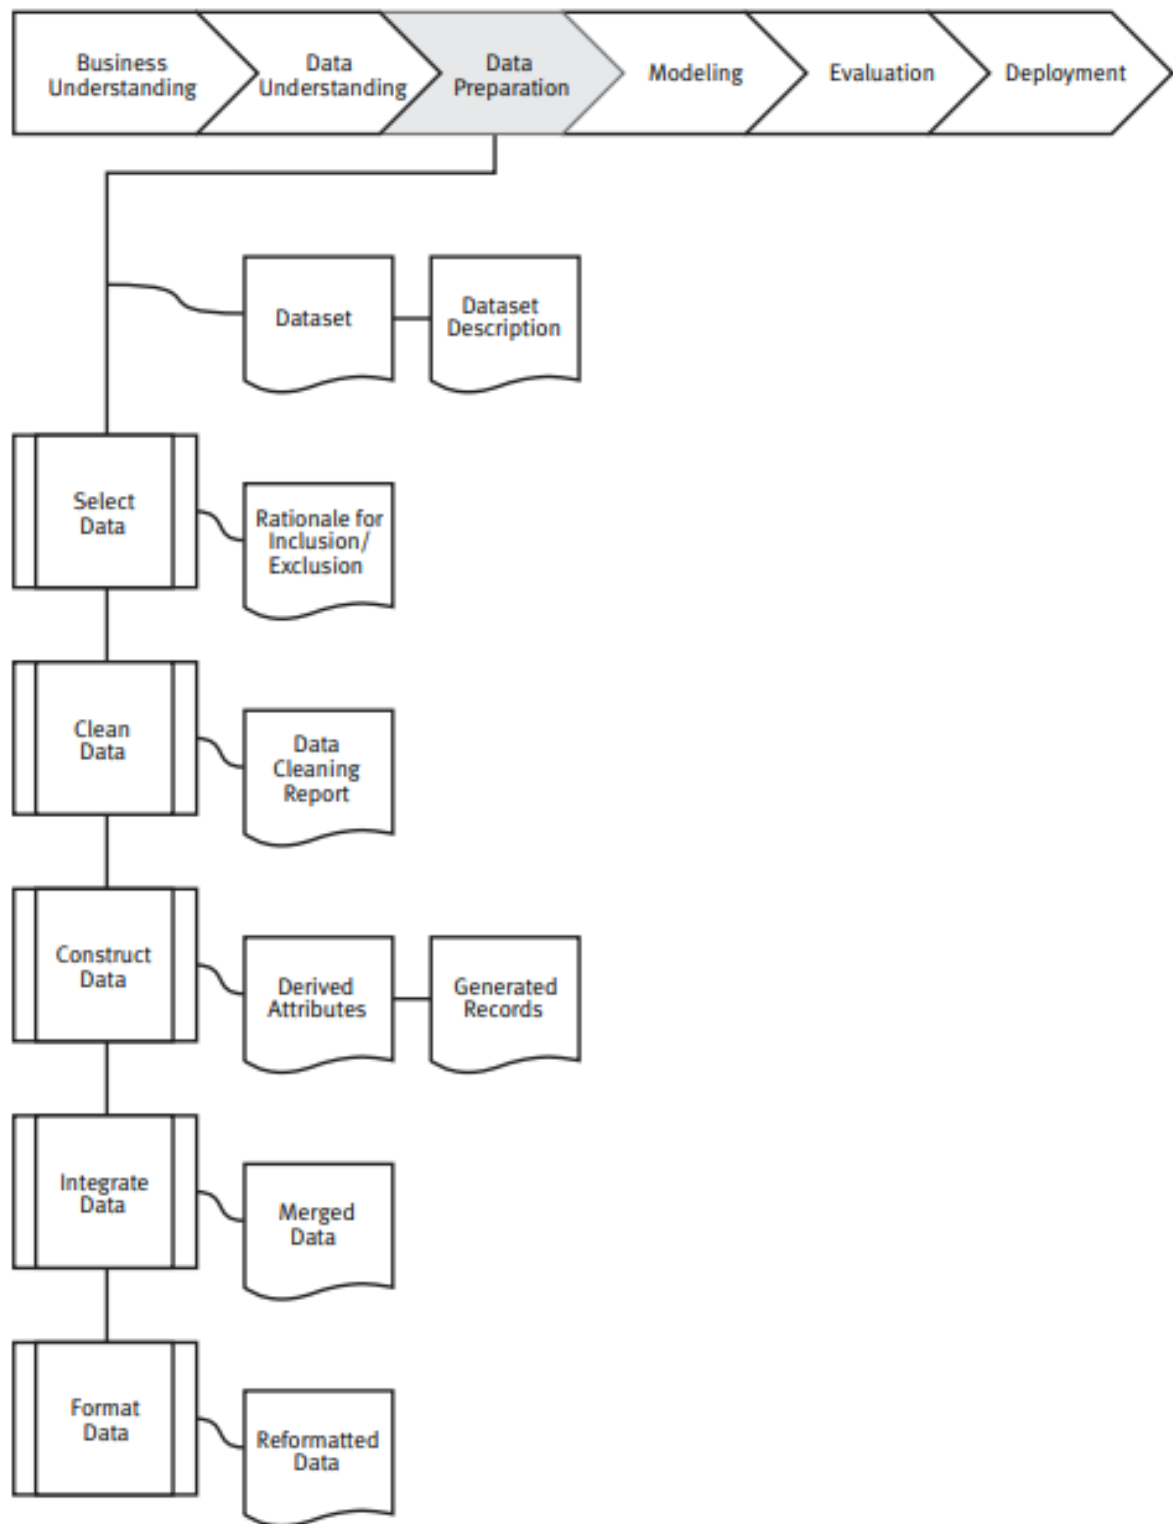 Business
Understanding
Data
Understanding
Data
Preparation
Modeling
Evaluation
Deployment
Dataset
Dataset
Description
Select
Data
Rationale for
Inclusion/
Exclusion
Clean
Data
Data
Cleaning
Report
Construct
Data
Derived
Attributes
Generated
Records
Integrate
Data
Merged
Data
Format
Data
Reformatted
Data